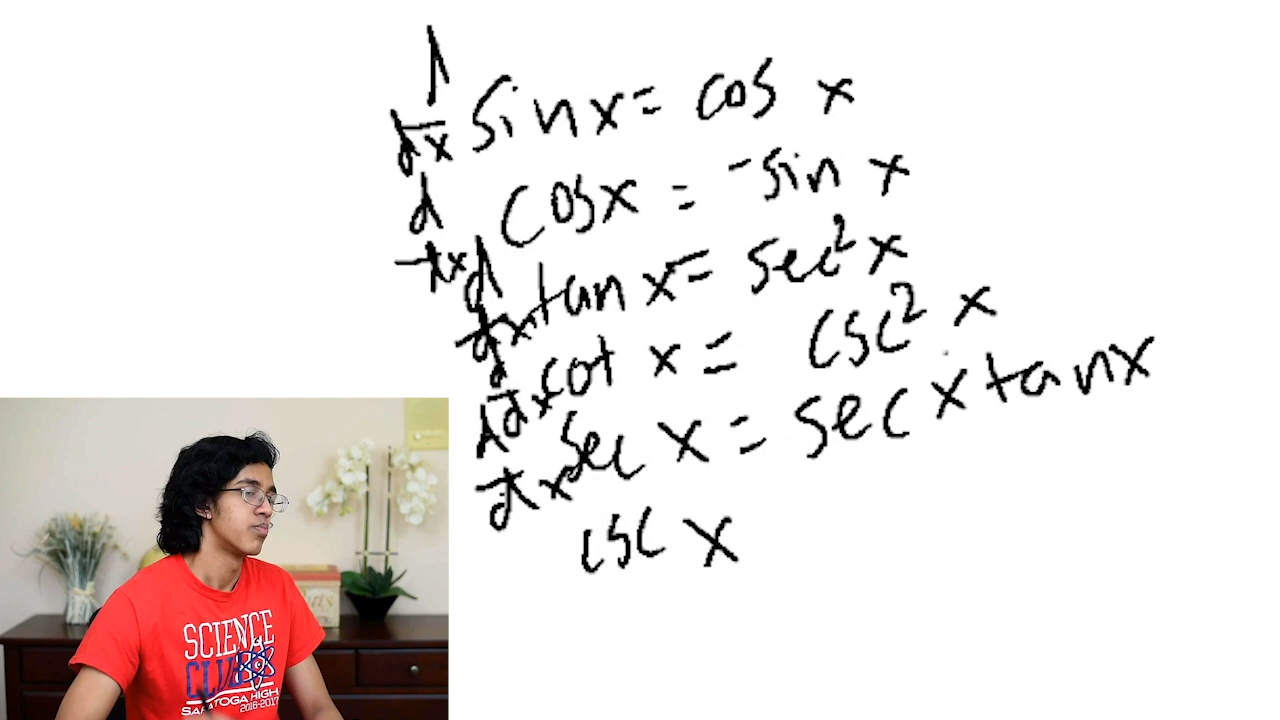 d/dx sin x = cos x
d/dx cos x = -sin x
d/dx tan x = sec² x
d/dx cot x = csc² x
d/dx sec x = sec x tan x
csc x
SCIENCE
CLUB
SARATOGA HIGH
2016-2017